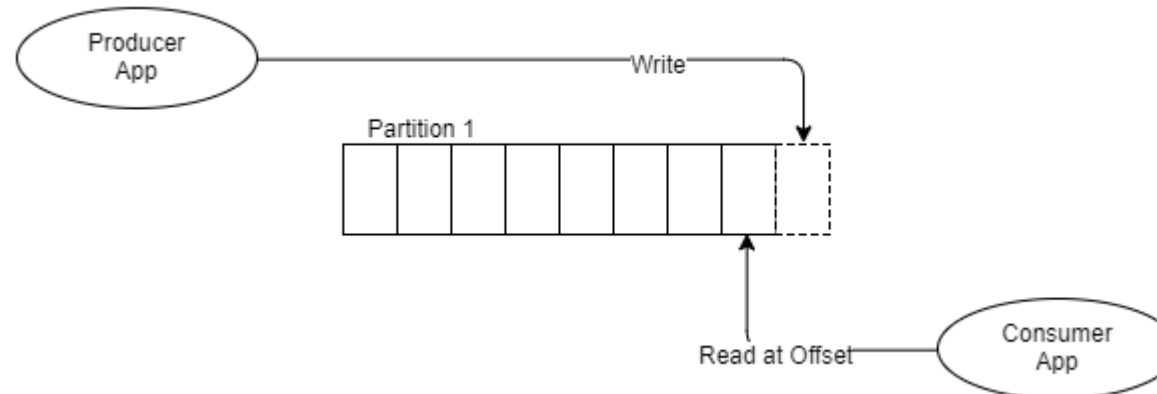 Producer
App
Write
Partition 1
Read at Offset
Consumer
App